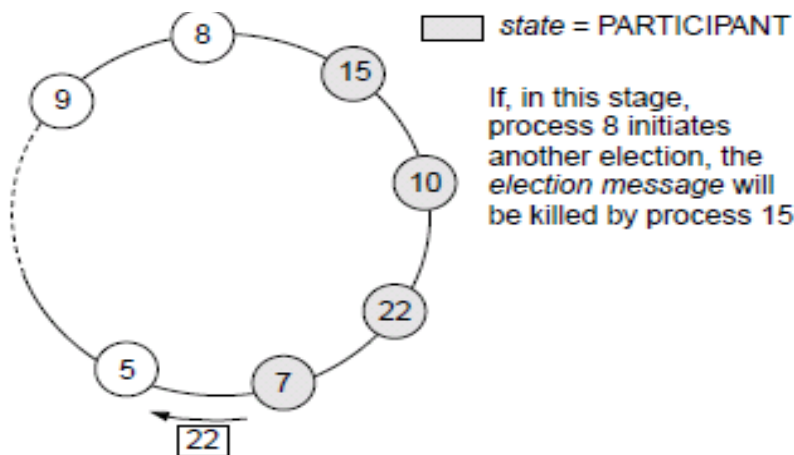 8
state = PARTICIPANT
15
9
If, in this stage,
process 8 initiates
another election, the
election message will
be killed by process 15
10
22
5
7
22